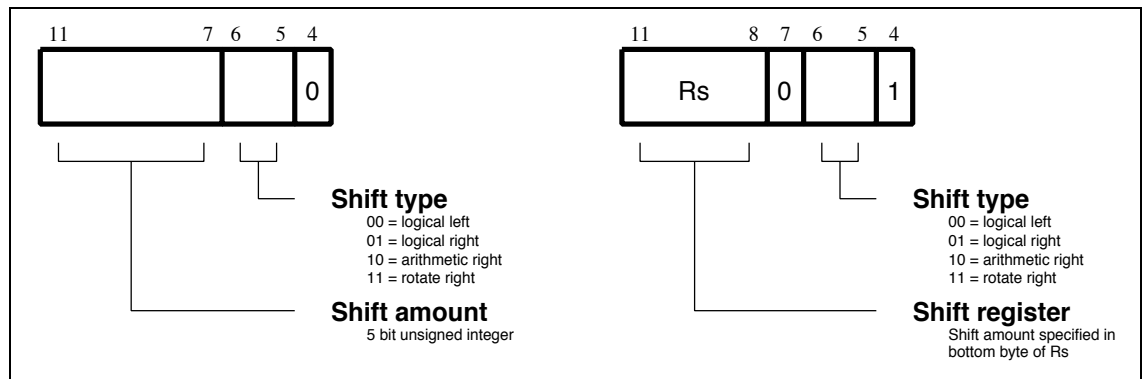 11 7 6 5 4
0
Shift type
00 = logical left
01 = logical right
10 = arithmetic right
11 = rotate right
Shift amount
5 bit unsigned integer
11 8 7 6 5 4
Rs 0 1
Shift type
00 = logical left
01 = logical right
10 = arithmetic right
11 = rotate right
Shift register
Shift amount specified in
bottom byte of Rs